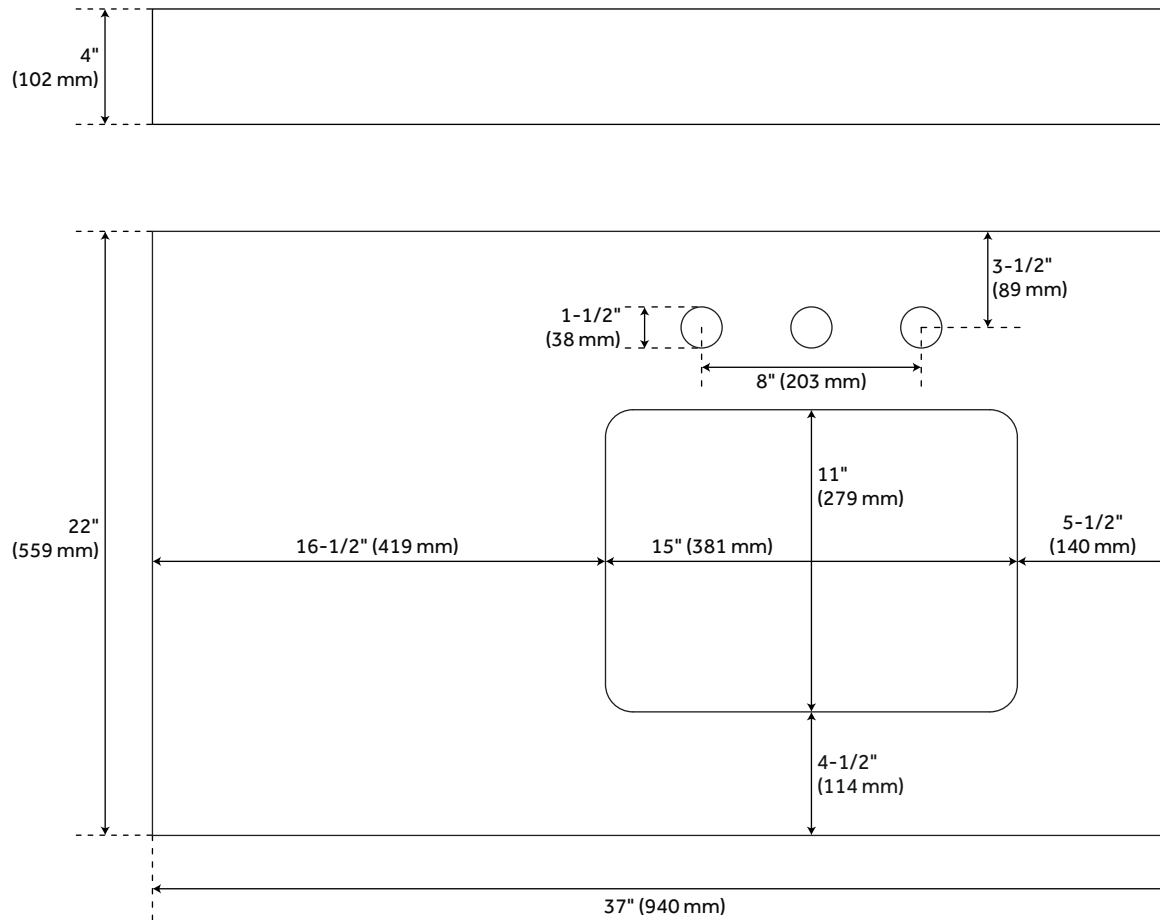 4"
(102 mm)
3-1/2"
(89 mm)
1-1/2"
(38 mm)
8" (203 mm)
11"
(279 mm)
22"
(559 mm)
16-1/2" (419 mm)
15" (381 mm)
5-1/2"
(140 mm)
4-1/2"
(114 mm)
37" (940 mm)